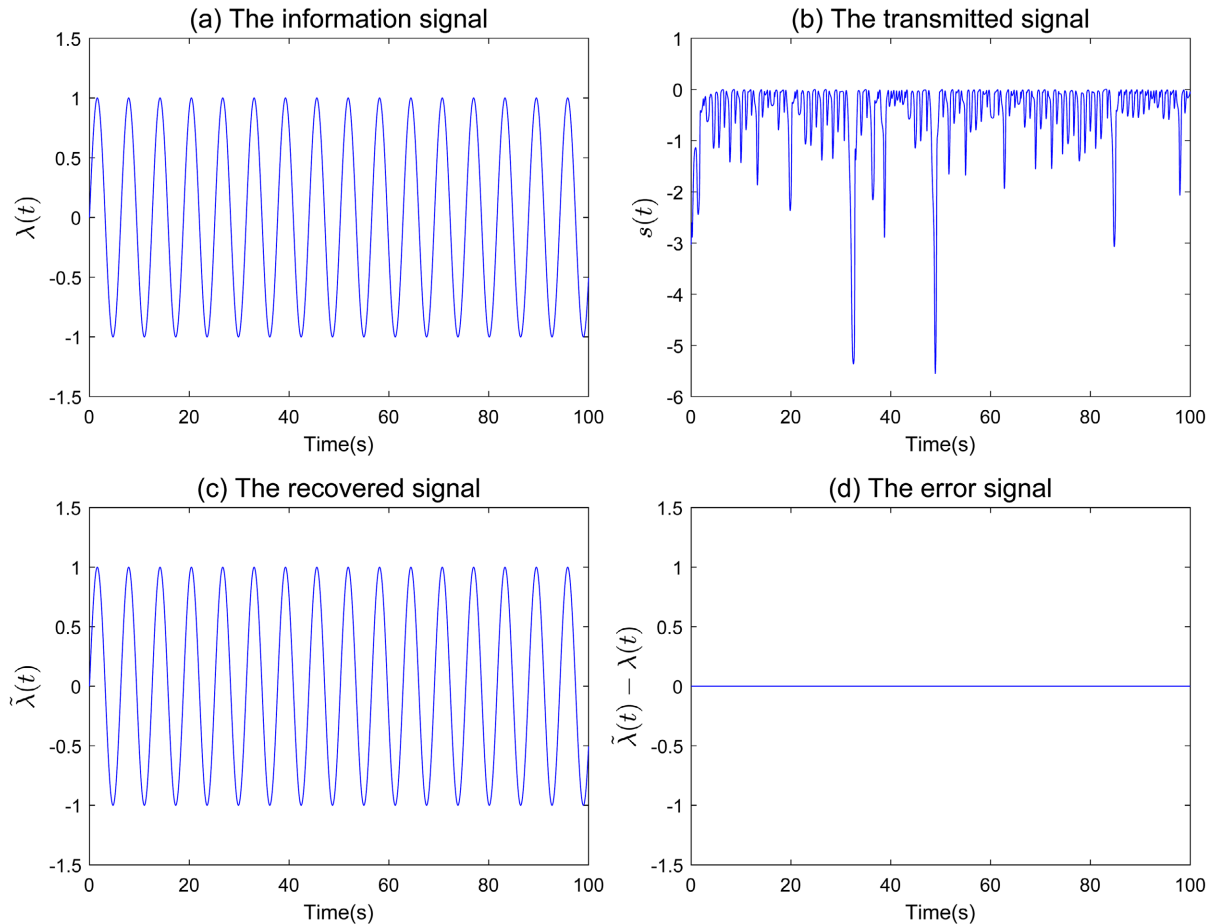 (a) The information signal
1.5
1
0.5
0
-0.5
-1
-1.5
λ(t)
0 20 40 60 80 100
Time(s)
(b) The transmitted signal
1
0
-1
-2
-3
-4
-5
-6
s(t)
0 20 40 60 80 100
Time(s)
(c) The recovered signal
1.5
1
0.5
0
-0.5
-1
-1.5
λ̃(t)
0 20 40 60 80 100
Time(s)
(d) The error signal
1.5
1
0.5
0
-0.5
-1
-1.5
λ̃(t) − λ(t)
0 20 40 60 80 100
Time(s)